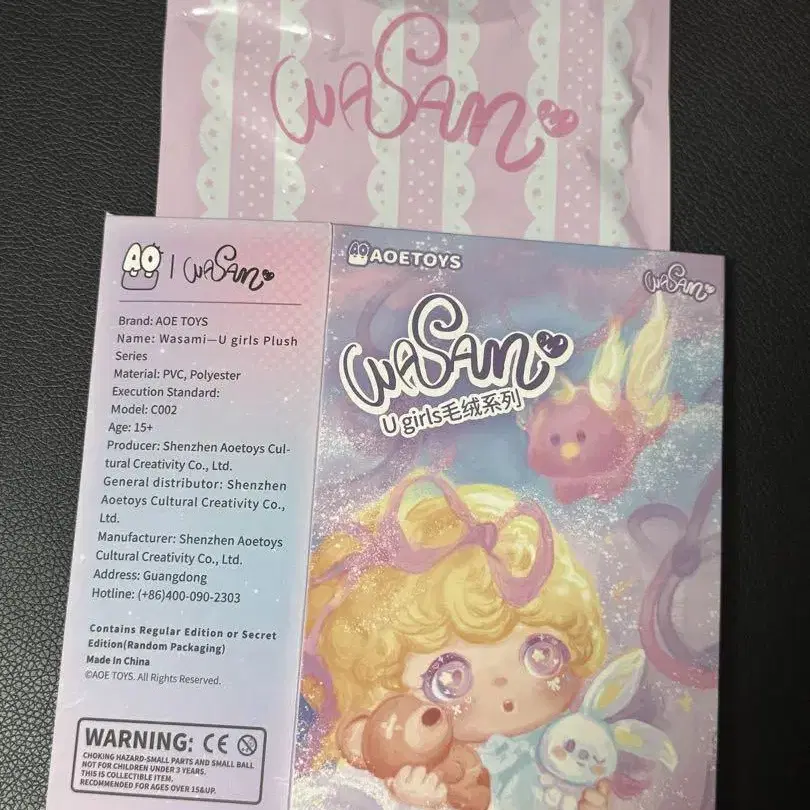 WASAMI
AO | WASAMI
Brand: AOE TOYS
Name: Wasami—U girls Plush
Series
Material: PVC, Polyester
Execution Standard:
Model: C002
Age: 15+
Producer: Shenzhen Aoetoys Cul-
tural Creativity Co., Ltd.
General distributor: Shenzhen
Aoetoys Cultural Creativity Co.,
Ltd.
Manufacturer: Shenzhen Aoetoys
Cultural Creativity Co., Ltd.
Address: Guangdong
Hotline: (+86)400-090-2303
Contains Regular Edition or Secret
Edition(Random Packaging)
Made In China
©AOE TOYS. All Rights Reserved.
WARNING: CE
CHOKING HAZARD-SMALL PARTS AND SMALL BALL
NOT FOR CHILDREN UNDER 3 YEARS.
THIS IS COLLECTIBLE ITEM.
RECOMMENDED FOR AGES OVER 15&UP.
AO AOETOYS
WASAMI
WASAMI
U girls毛绒系列